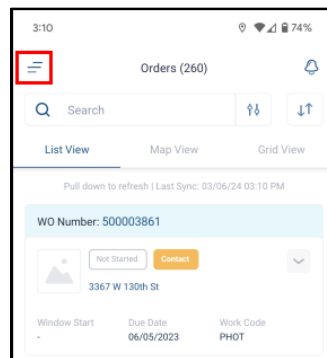 3:10 74%
Orders (260)
Search
List View Map View Grid View
Pull down to refresh | Last Sync: 03/06/24 03:10 PM
WO Number: 500003861
Not Started Contact
3367 W 130th St
Window Start Due Date Work Code
- 06/05/2023 PHOT